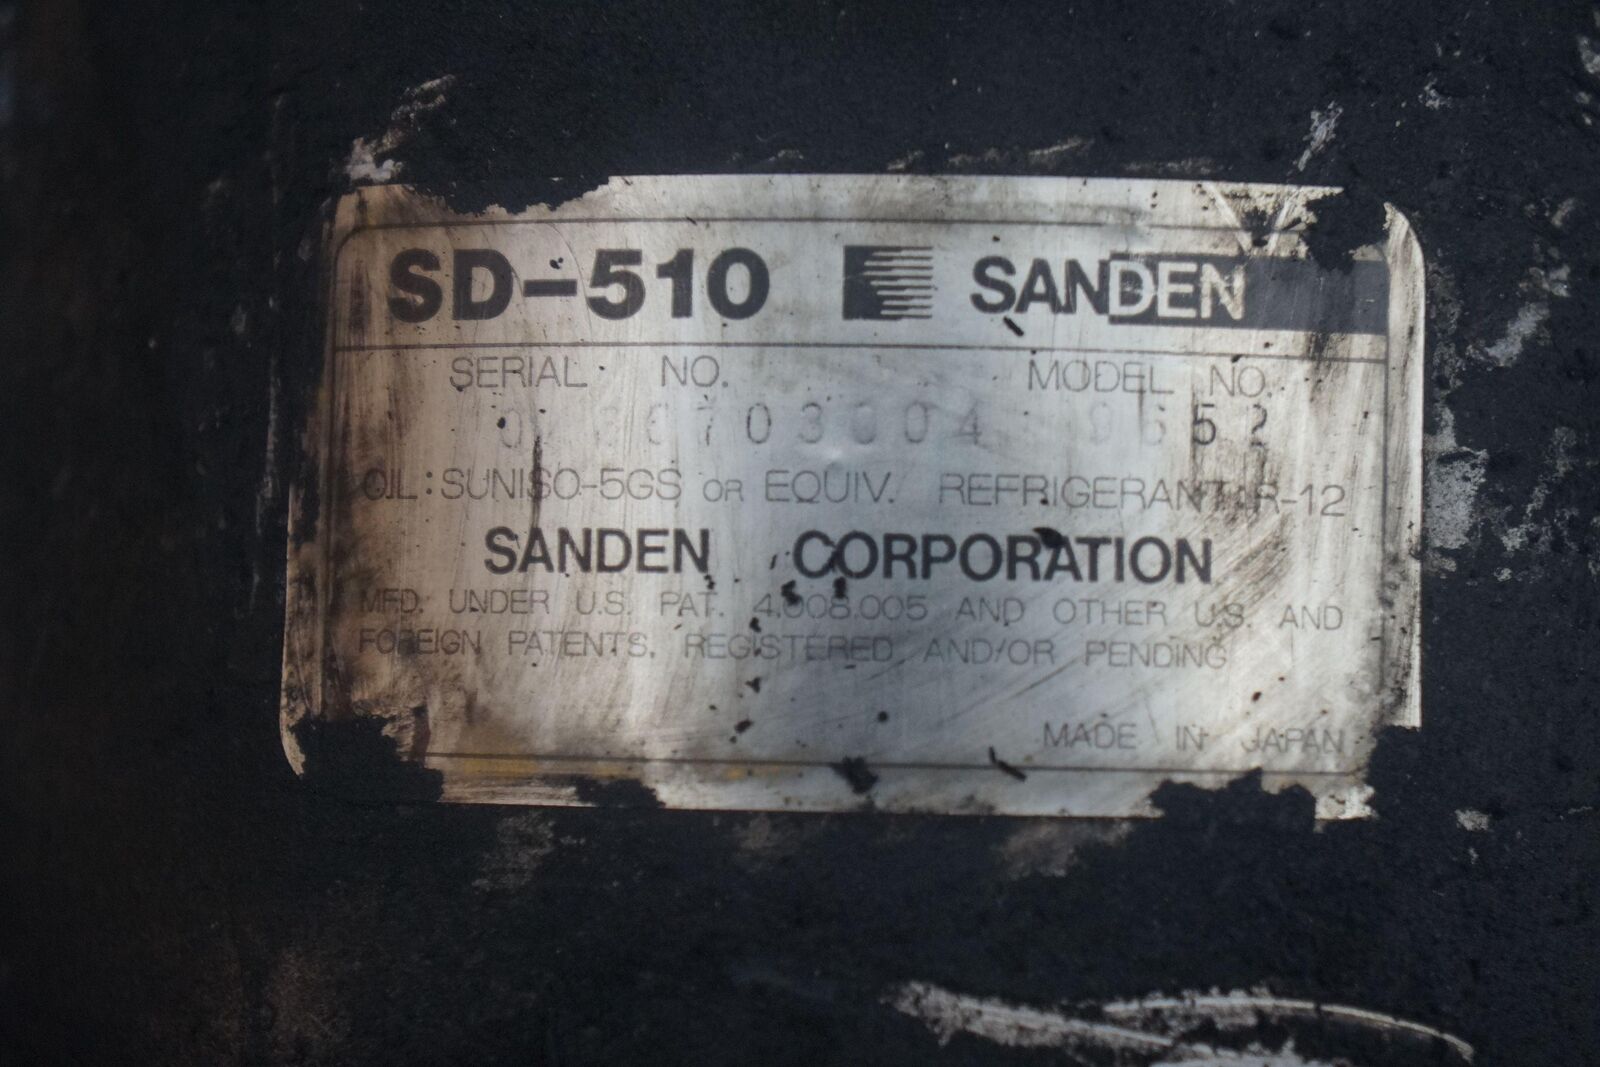 SD-510 SANDEN
SERIAL NO. MODEL NO.
OIL: SUNISO-5GS OR EQUIV. REFRIGERANT R-12
SANDEN CORPORATION
MFD. UNDER U.S. PAT. 4.008.005 AND OTHER U.S. AND
FOREIGN PATENTS. REGISTERED AND/OR PENDING
MADE IN JAPAN